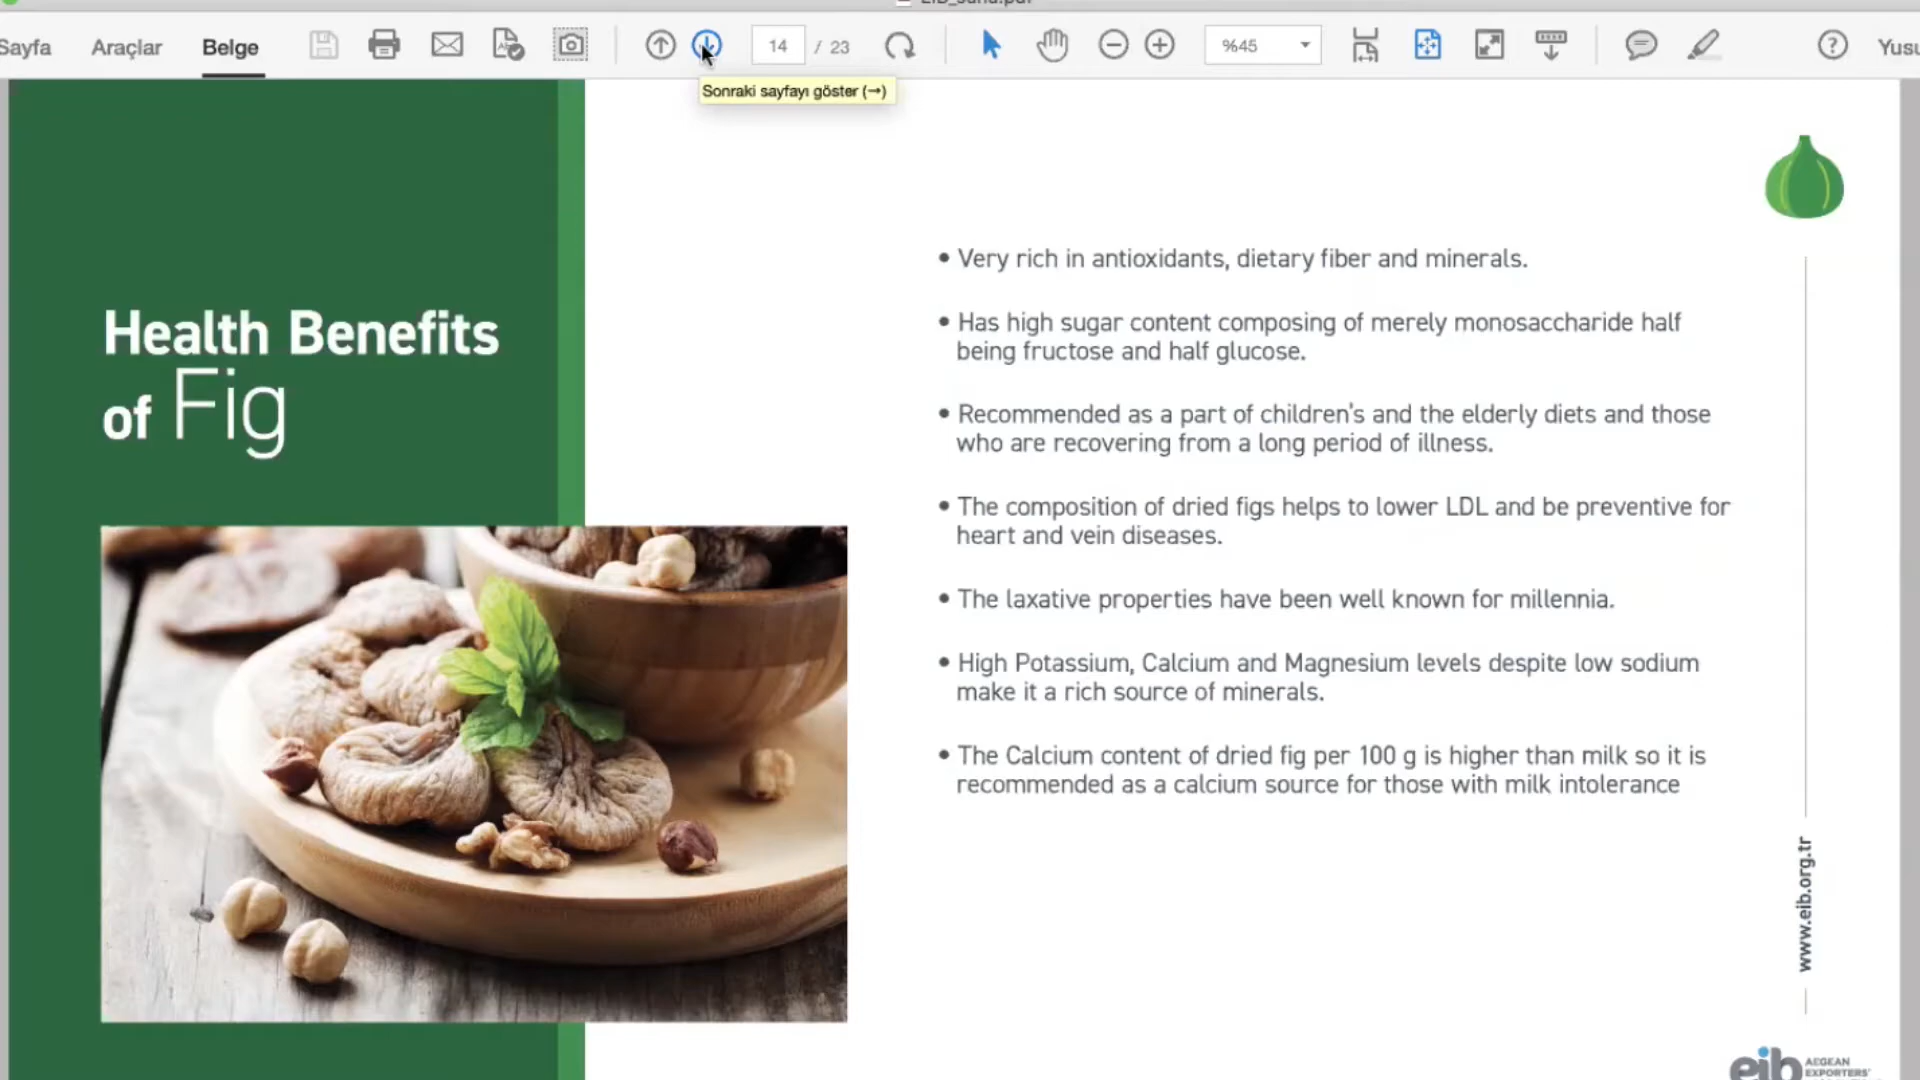 Sayfa Araçlar Belge 14 / 23 %45
Sonraki sayfayı göster (→)
Health Benefits
of Fig
• Very rich in antioxidants, dietary fiber and minerals.
• Has high sugar content composing of merely monosaccharide half
being fructose and half glucose.
• Recommended as a part of children's and the elderly diets and those
who are recovering from a long period of illness.
• The composition of dried figs helps to lower LDL and be preventive for
heart and vein diseases.
• The laxative properties have been well known for millennia.
• High Potassium, Calcium and Magnesium levels despite low sodium
make it a rich source of minerals.
• The Calcium content of dried fig per 100 g is higher than milk so it is
recommended as a calcium source for those with milk intolerance
www.eib.org.tr
eib AEGEAN
EXPORTERS'